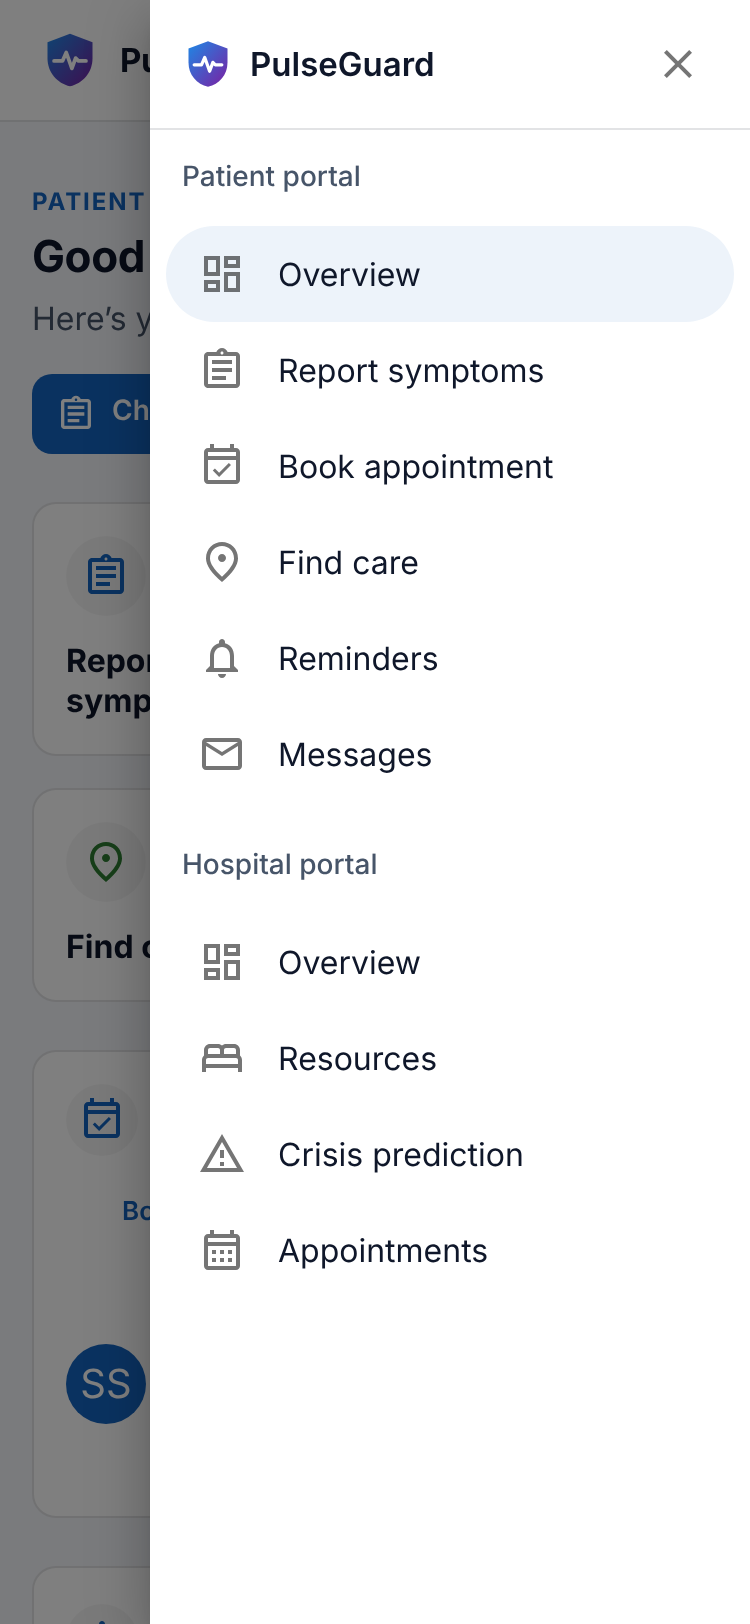 PulseGuard
Patient portal
Overview
Report symptoms
Book appointment
Find care
Reminders
Messages
Hospital portal
Overview
Resources
Crisis prediction
Appointments
PATIENT
Good
Here’s
SS